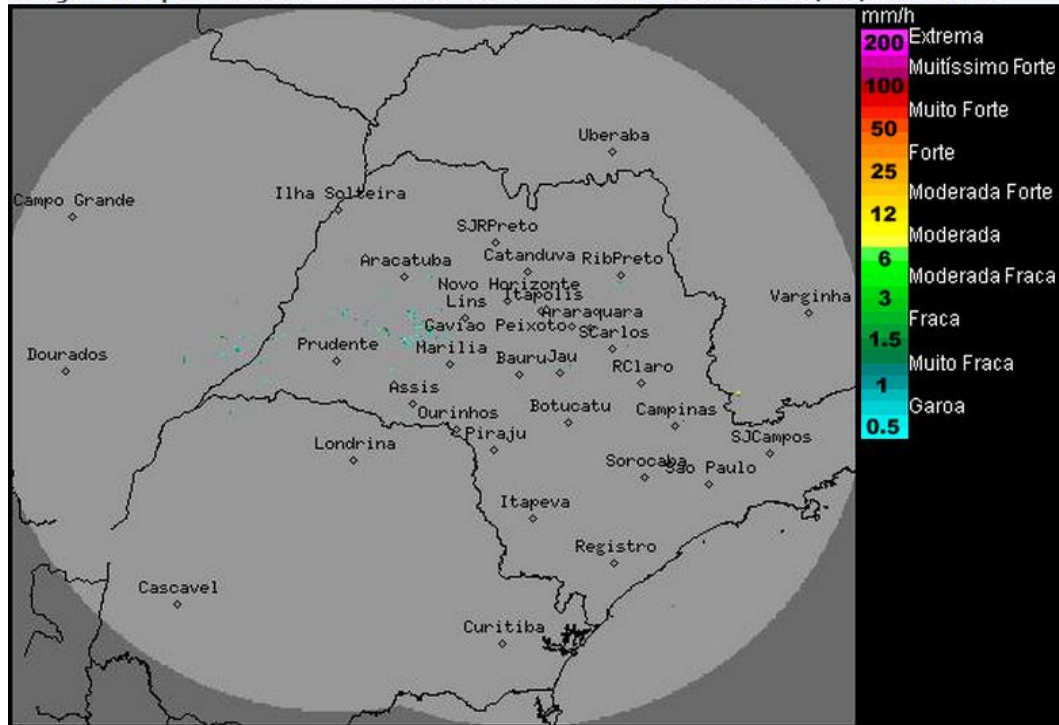 mm/h
200 Extrema
Muitíssimo Forte
100
Muito Forte
50
Forte
25
Moderada Forte
12
Moderada
6
Moderada Fraca
3
Fraca
1.5
Muito Fraca
1
Garoa
0.5
Uberaba
Campo Grande
Ilha Solteira
SJRPreto
Aracatuba
Catanduva
RibPreto
Novo Horizonte
Lins
Itapolis
Araraquara
Varginha
Gaviao Peixoto
SCarlos
Dourados
Prudente
Marilia
Bauru
Jau
RClaro
Assis
Ourinhos
Botucatu
Campinas
Londrina
Piraju
SJCampos
Sorocaba
Sao Paulo
Itapeva
Registro
Cascavel
Curitiba